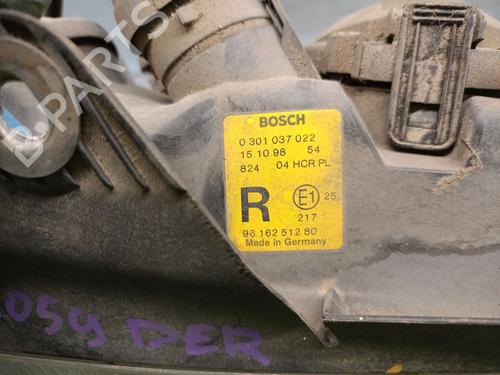 B-PARTS
BOSCH
0 301 037 022
15.10.98 54
824 04 HCR PL
R E1 25
217
96 162 512 80
Made in Germany
059 DER